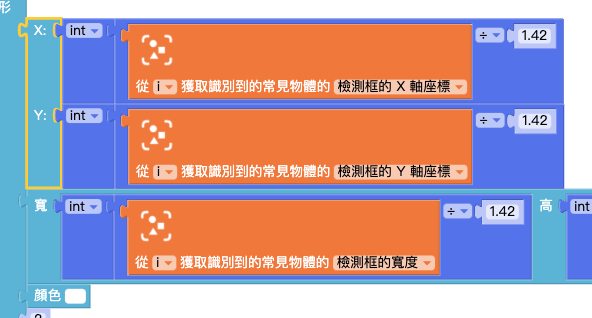 形
X: int ÷ 1.42
從 i 獲取識別到的常見物體的 檢測框的 X 軸座標
Y: int ÷ 1.42
從 i 獲取識別到的常見物體的 檢測框的 Y 軸座標
寬 int ÷ 1.42 高 int
從 i 獲取識別到的常見物體的 檢測框的寬度
顏色